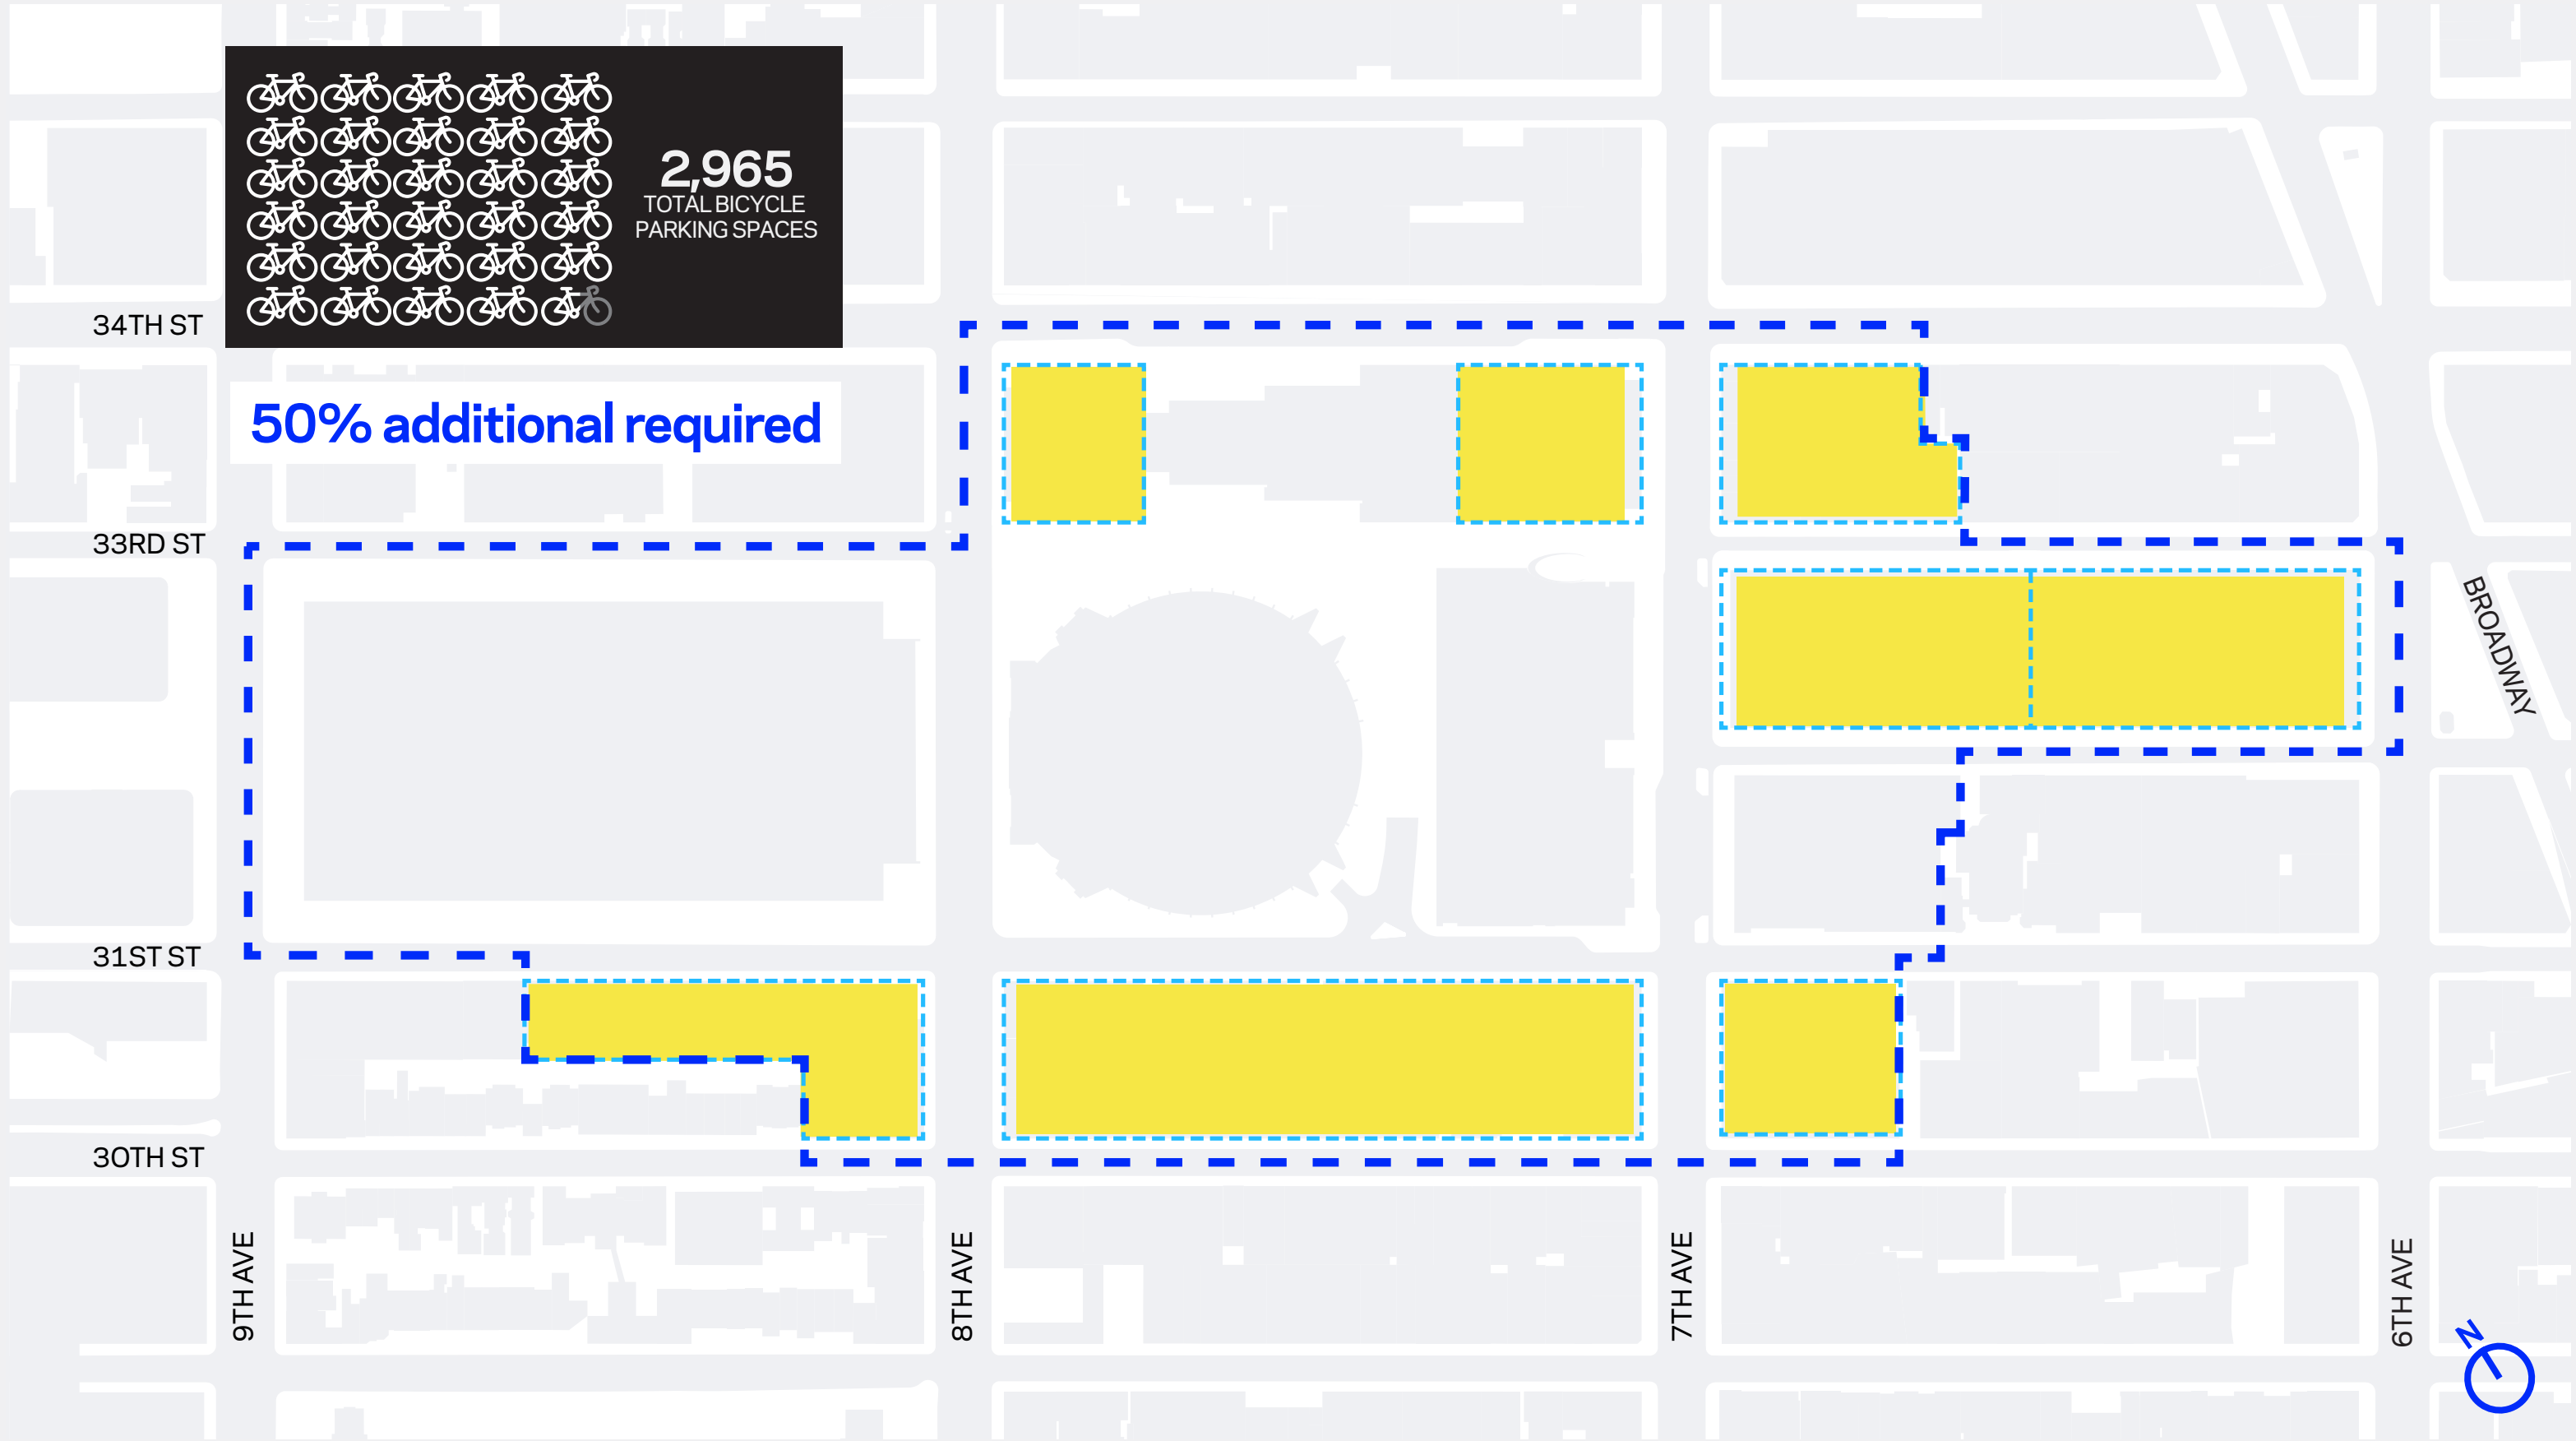 2,965
TOTAL BICYCLE
PARKING SPACES
34TH ST
50% additional required
33RD ST
BROADWAY
31ST ST
30TH ST
9TH AVE
8TH AVE
7TH AVE
6TH AVE
N